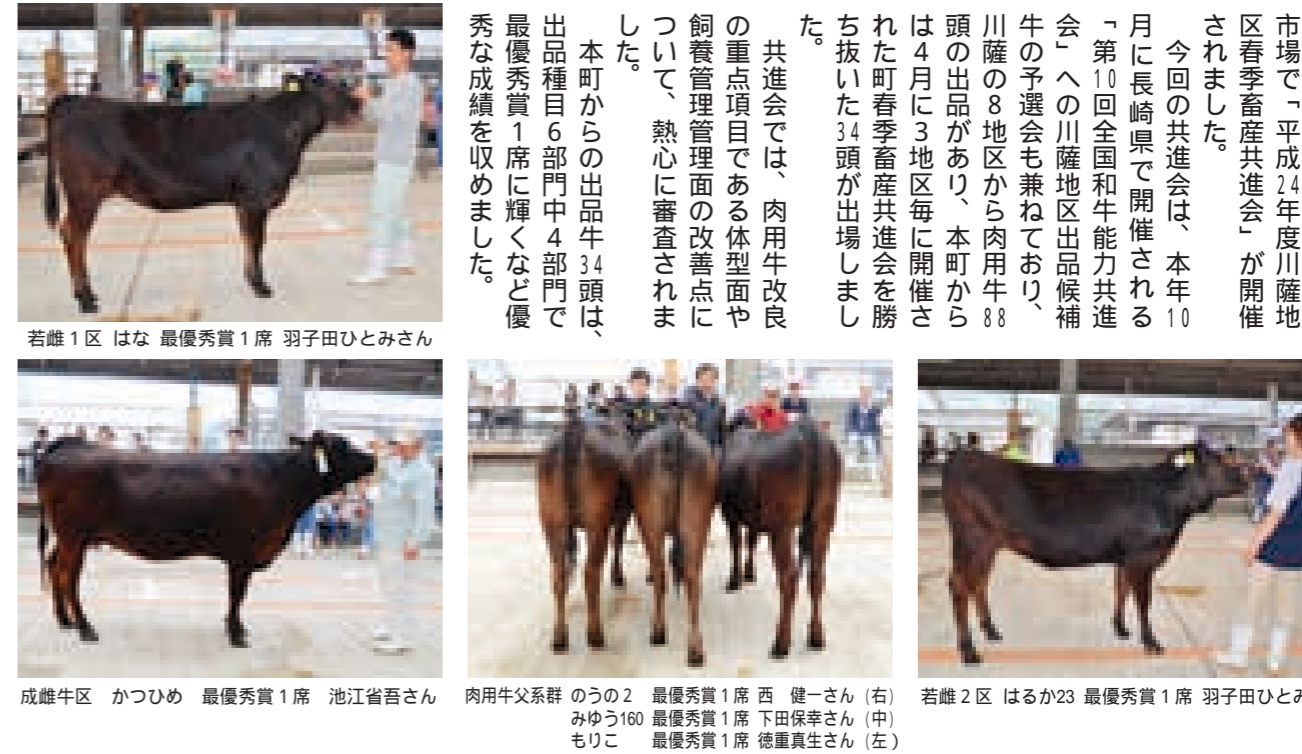 市場で「平成24年度川薩地
区春季畜産共進会」が開催
されました。
　今回の共進会は、本年10
月に長崎県で開催される
「第10回全国和牛能力共進
会」への川薩地区出品候補
牛の予選会も兼ねており、
川薩の８地区から肉用牛88
頭の出品があり、本町から
は４月に３地区毎に開催さ
れた町春季畜産共進会を勝
ち抜いた34頭が出場しまし
た。
　共進会では、肉用牛改良
の重点項目である体型面や
飼養管理管理面の改善点に
ついて、熱心に審査されま
した。
　本町からの出品牛34頭は、
出品種目６部門中４部門で
最優秀賞１席に輝くなど優
秀な成績を収めました。
若雌１区 はな 最優秀賞１席 羽子田ひとみさん
成雌牛区　かつひめ　最優秀賞１席　池江省吾さん
肉用牛父系群 のうの２　最優秀賞１席 西　健一さん（右）
みゆう160 最優秀賞１席 下田保幸さん（中）
もりこ　　最優秀賞１席 徳重真生さん（左）
若雌２区 はるか23 最優秀賞１席 羽子田ひとみ